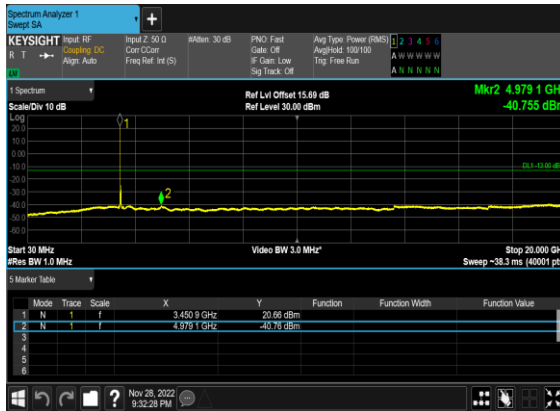 Spectrum Analyzer 1
Swept SA
KEYSIGHT Input: RF Input Z: 50 Ω #Atten: 30 dB PNO: Fast Avg Type: Power (RMS) 1 2 3 4 5 6
R T Coupling: DC Corr CCorr Gate: Off Avg|Hold: 100/100 A W W W W W
Align: Auto Freq Ref: Int (S) IF Gain: Low Trig: Free Run
Sig Track: Off A N N N N N
1 Spectrum Ref Lvl Offset 15.69 dB Mkr2 4.979 1 GH
Scale/Div 10 dB Ref Level 30.00 dBm -40.755 dBm
Log
20.0
10.0
0.00
-10.0
DL1 -13.00 dB
-20.0
-30.0
-40.0
-50.0
-60.0
1
2
Start 30 MHz Video BW 3.0 MHz* Stop 20.000 GH
#Res BW 1.0 MHz Sweep ~38.3 ms (40001 pt
5 Marker Table
Mode Trace Scale X Y Function Function Width Function Value
1 N 1 f 3.450 9 GHz 20.66 dBm
2 N 1 f 4.979 1 GHz -40.76 dBm
3
4
5
6
? Nov 28, 2022
9:32:28 PM